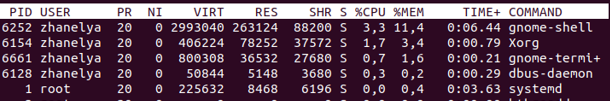 PID USER PR NI VIRT RES SHR S %CPU %MEM TIME+ COMMAND
6252 zhanelya 20 0 2993040 263124 88200 S 3,3 11,4 0:06.44 gnome-shell
6154 zhanelya 20 0 406224 78252 37572 S 1,7 3,4 0:00.79 Xorg
6661 zhanelya 20 0 800308 36532 27680 S 0,7 1,6 0:00.21 gnome-termi+
6128 zhanelya 20 0 50844 5148 3680 S 0,3 0,2 0:00.29 dbus-daemon
1 root 20 0 225632 8468 6196 S 0,0 0,4 0:03.63 systemd